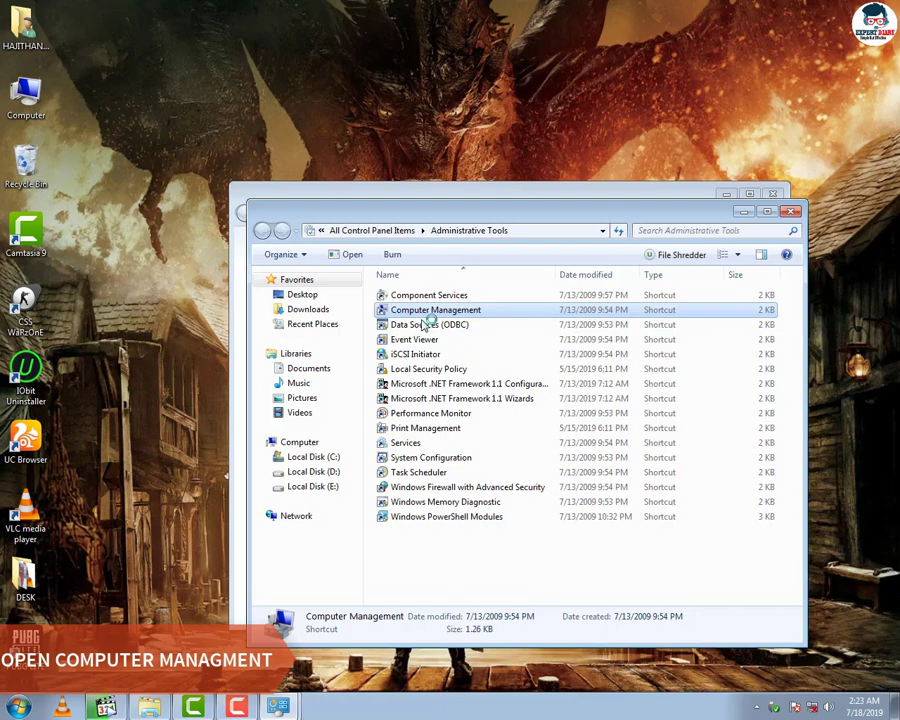 EXPERT DIARY
HAJITHAN...
Computer
Recycle Bin
Camtasia 9
CSS
WaRzOnE
IObit
Uninstaller
UC Browser
VLC media
player
DESK
PUBG
All Control Panel Items
Administrative Tools
Search Administrative Tools
Organize
Open
Burn
File Shredder
Favorites
Desktop
Downloads
Recent Places
Libraries
Documents
Music
Pictures
Videos
Computer
Local Disk (C:)
Local Disk (D:)
Local Disk (E:)
Network
Name Date modified Type Size
Component Services 7/13/2009 9:57 PM Shortcut 2 KB
Computer Management 7/13/2009 9:54 PM Shortcut 2 KB
Data Sources (ODBC) 7/13/2009 9:53 PM Shortcut 2 KB
Event Viewer 7/13/2009 9:54 PM Shortcut 2 KB
iSCSI Initiator 7/13/2009 9:54 PM Shortcut 2 KB
Local Security Policy 5/15/2019 6:11 PM Shortcut 2 KB
Microsoft .NET Framework 1.1 Configura... 7/13/2019 7:12 AM Shortcut 2 KB
Microsoft .NET Framework 1.1 Wizards 7/13/2019 7:12 AM Shortcut 2 KB
Performance Monitor 7/13/2009 9:53 PM Shortcut 2 KB
Print Management 5/15/2019 6:11 PM Shortcut 2 KB
Services 7/13/2009 9:54 PM Shortcut 2 KB
System Configuration 7/13/2009 9:53 PM Shortcut 2 KB
Task Scheduler 7/13/2009 9:54 PM Shortcut 2 KB
Windows Firewall with Advanced Security 7/13/2009 9:54 PM Shortcut 2 KB
Windows Memory Diagnostic 7/13/2009 9:53 PM Shortcut 2 KB
Windows PowerShell Modules 7/13/2009 10:32 PM Shortcut 3 KB
Computer Management Date modified: 7/13/2009 9:54 PM Date created: 7/13/2009 9:54 PM
Shortcut Size: 1.26 KB
OPEN COMPUTER MANAGMENT
2:23 AM
7/18/2019